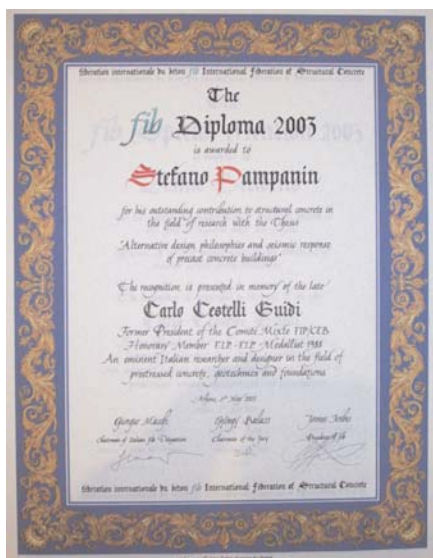 fédération internationale du béton fib International Federation of Structural Concrete
The
fib Diploma 2003
is awarded to
Stefano Pampanin
for his outstanding contribution to structural concrete in
the field of research with the Thesis
"Alternative design philosophies and seismic response
of precast concrete buildings"
The recognition is presented in memory of the late
Carlo Cestelli Guidi
Former President of the Comité Mixte FIP/CEB
Honorary Member F.I.P - F.I.P - Medallist 1988
An eminent Italian researcher and designer in the field of
prestressed concrete, geotechnics and foundations
Athens, May 2003
Giorgio Macchi György Balázs
Chairman of Italian fib Delegation Chairman of the Jury President of fib
fédération internationale du béton fib International Federation of Structural Concrete